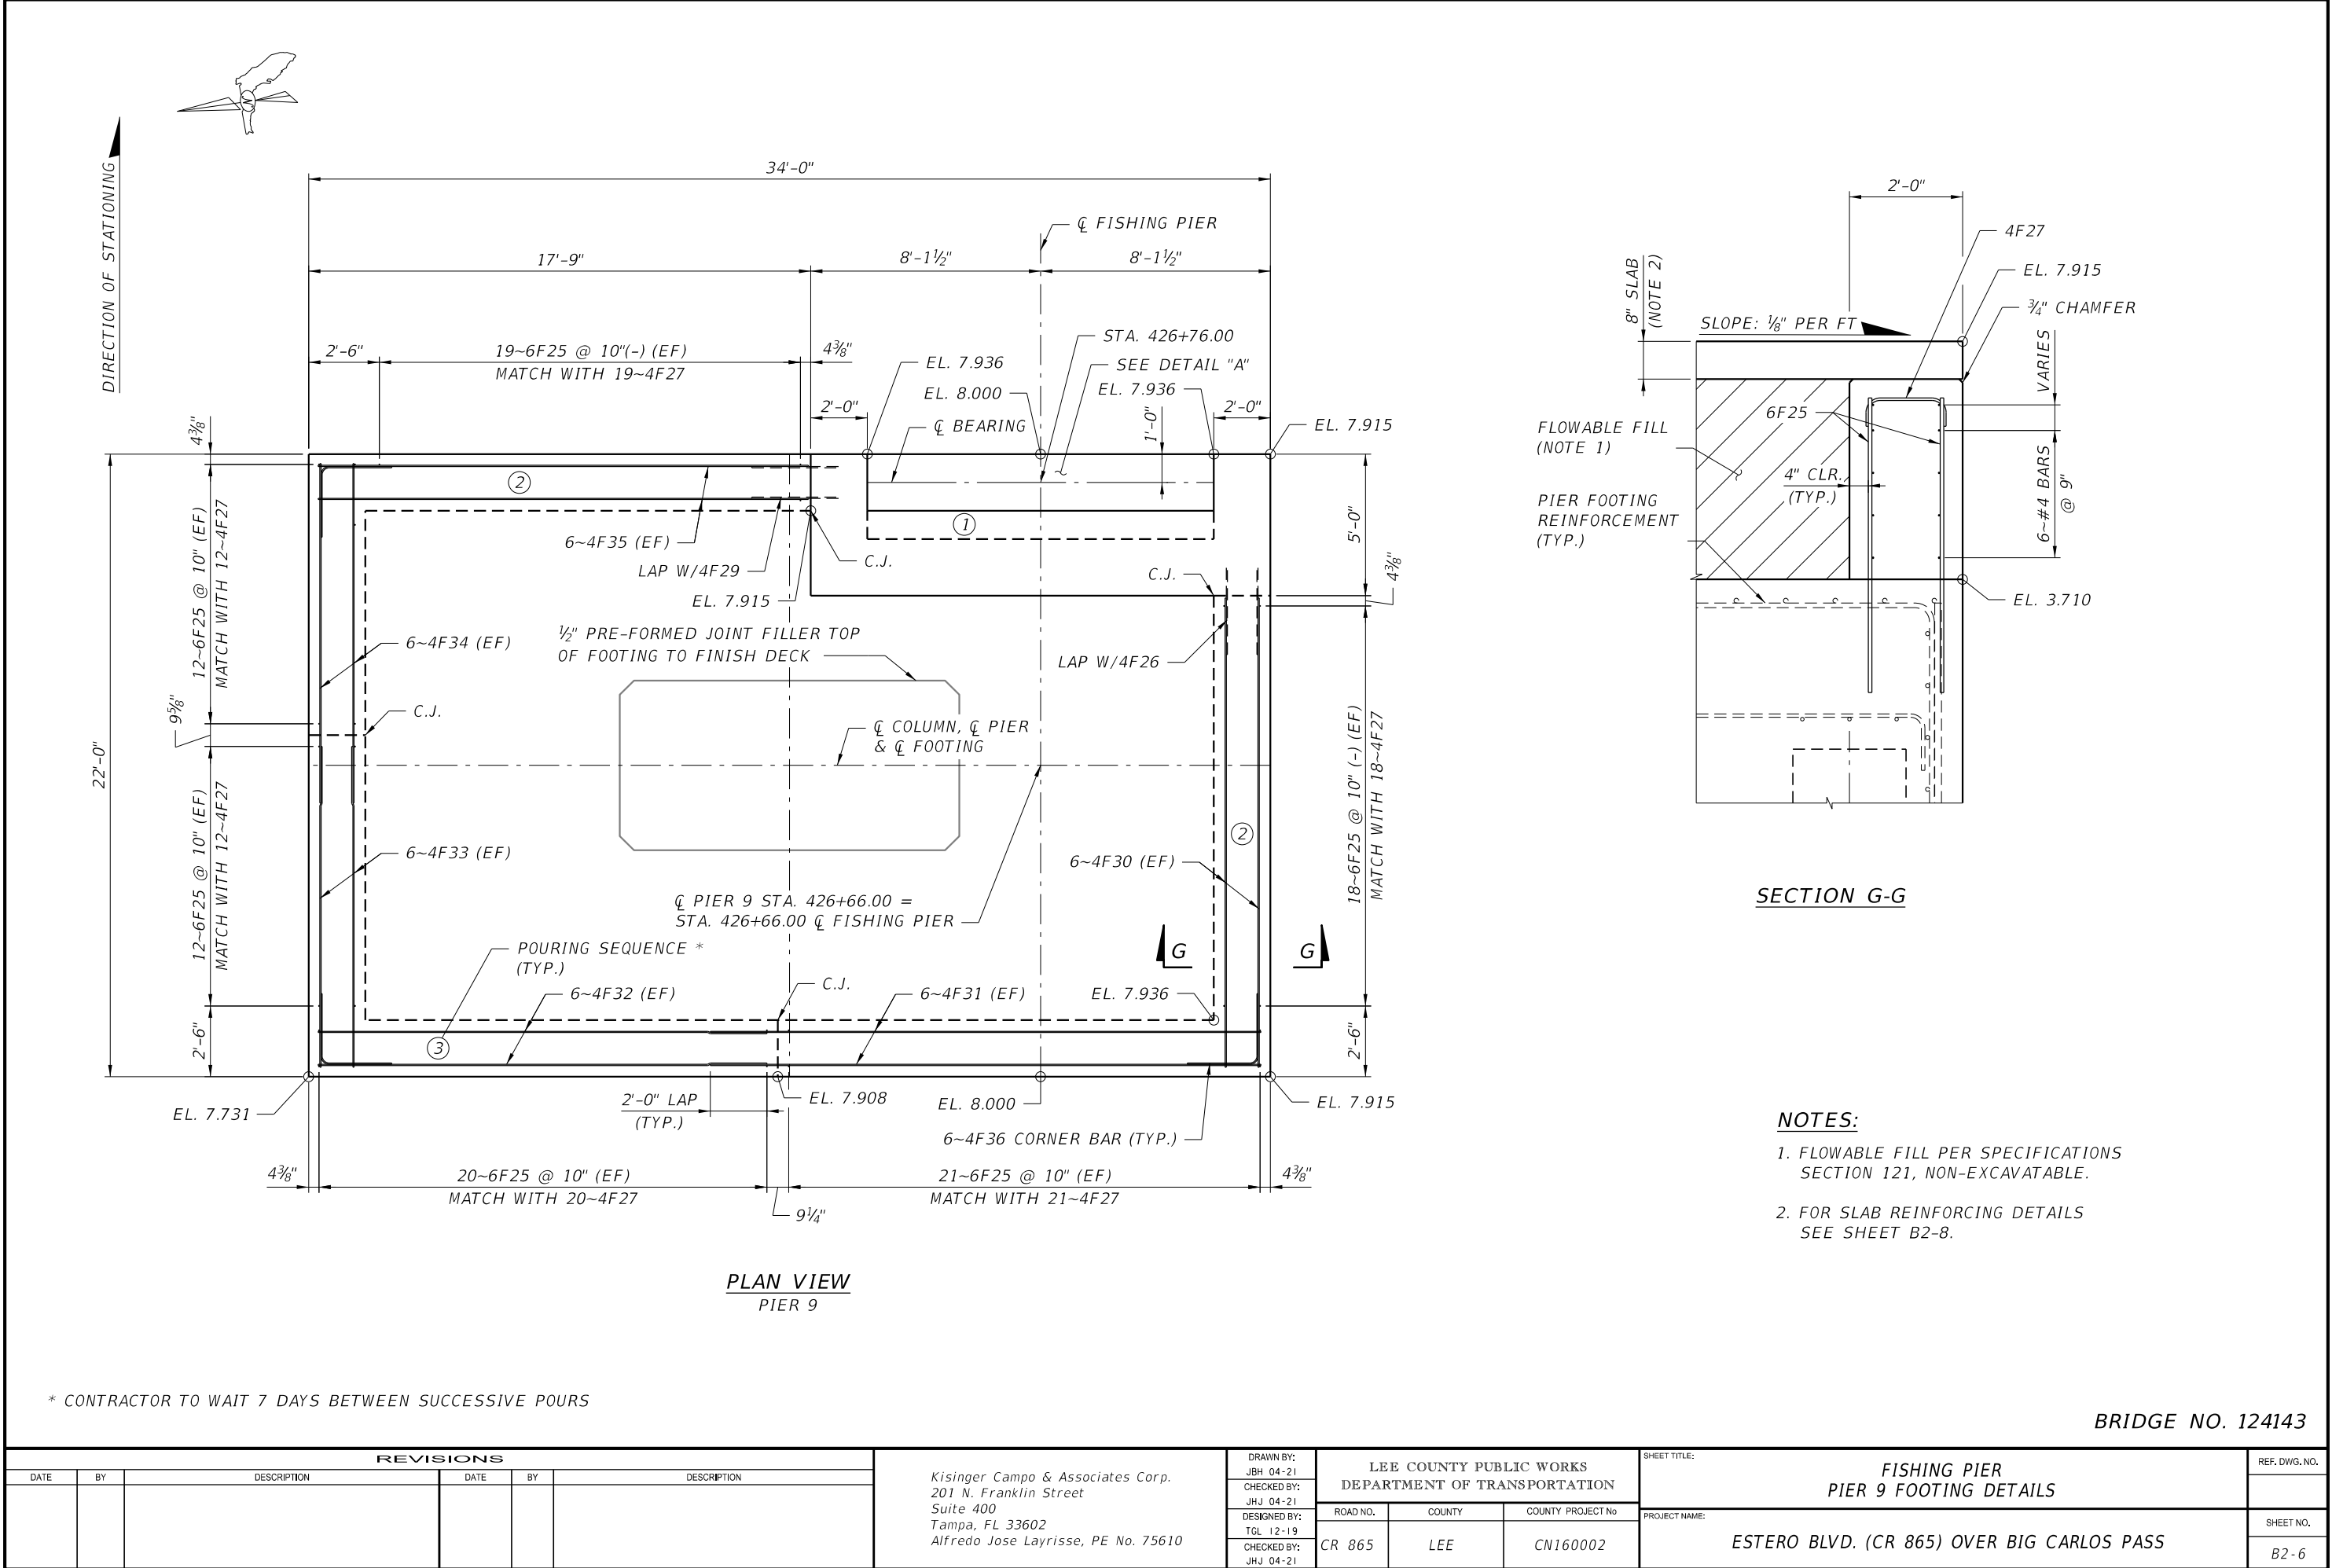 N
DIRECTION OF STATIONING
34'-0"
℄ FISHING PIER
17'-9"
8'-1½"
8'-1½"
STA. 426+76.00
2'-6"
19~6F25 @ 10"(-) (EF)
MATCH WITH 19~4F27
4⅜"
EL. 7.936
SEE DETAIL "A"
EL. 8.000
EL. 7.936
2'-0"
1'-0"
2'-0"
℄ BEARING
EL. 7.915
4⅜"
2
1
6~4F35 (EF)
C.J.
LAP W/4F29
C.J.
EL. 7.915
5'-0"
4⅜"
12~6F25 @ 10" (EF)
MATCH WITH 12~4F27
½" PRE-FORMED JOINT FILLER TOP
OF FOOTING TO FINISH DECK
6~4F34 (EF)
LAP W/4F26
9⅝"
C.J.
℄ COLUMN, ℄ PIER
& ℄ FOOTING
22'-0"
18~6F25 @ 10" (-) (EF)
MATCH WITH 18~4F27
12~6F25 @ 10" (EF)
MATCH WITH 12~4F27
6~4F33 (EF)
2
6~4F30 (EF)
℄ PIER 9 STA. 426+66.00 =
STA. 426+66.00 ℄ FISHING PIER
POURING SEQUENCE *
(TYP.)
G
G
C.J.
6~4F32 (EF)
6~4F31 (EF)
EL. 7.936
2'-6"
3
2'-6"
EL. 7.731
2'-0" LAP
(TYP.)
EL. 7.908
EL. 8.000
EL. 7.915
6~4F36 CORNER BAR (TYP.)
4⅜"
20~6F25 @ 10" (EF)
MATCH WITH 20~4F27
21~6F25 @ 10" (EF)
MATCH WITH 21~4F27
4⅜"
9¼"
PLAN VIEW
PIER 9
2'-0"
4F27
EL. 7.915
¾" CHAMFER
8" SLAB
(NOTE 2)
SLOPE: ⅛" PER FT
VARIES
6F25
FLOWABLE FILL
(NOTE 1)
4" CLR.
(TYP.)
6~#4 BARS
@ 9"
PIER FOOTING
REINFORCEMENT
(TYP.)
EL. 3.710
SECTION G-G
NOTES:
1. FLOWABLE FILL PER SPECIFICATIONS
SECTION 121, NON-EXCAVATABLE.
2. FOR SLAB REINFORCING DETAILS
SEE SHEET B2-8.
* CONTRACTOR TO WAIT 7 DAYS BETWEEN SUCCESSIVE POURS
BRIDGE NO. 124143
REVISIONS
DATE BY DESCRIPTION DATE BY DESCRIPTION
Kisinger Campo & Associates Corp.
201 N. Franklin Street
Suite 400
Tampa, FL 33602
Alfredo Jose Layrisse, PE No. 75610
DRAWN BY:
JBH 04-21
CHECKED BY:
JHJ 04-21
DESIGNED BY:
TGL 12-19
CHECKED BY:
JHJ 04-21
LEE COUNTY PUBLIC WORKS
DEPARTMENT OF TRANSPORTATION
ROAD NO. COUNTY COUNTY PROJECT No
CR 865 LEE CN160002
SHEET TITLE:
FISHING PIER
PIER 9 FOOTING DETAILS
PROJECT NAME:
ESTERO BLVD. (CR 865) OVER BIG CARLOS PASS
REF. DWG. NO.
SHEET NO.
B2-6